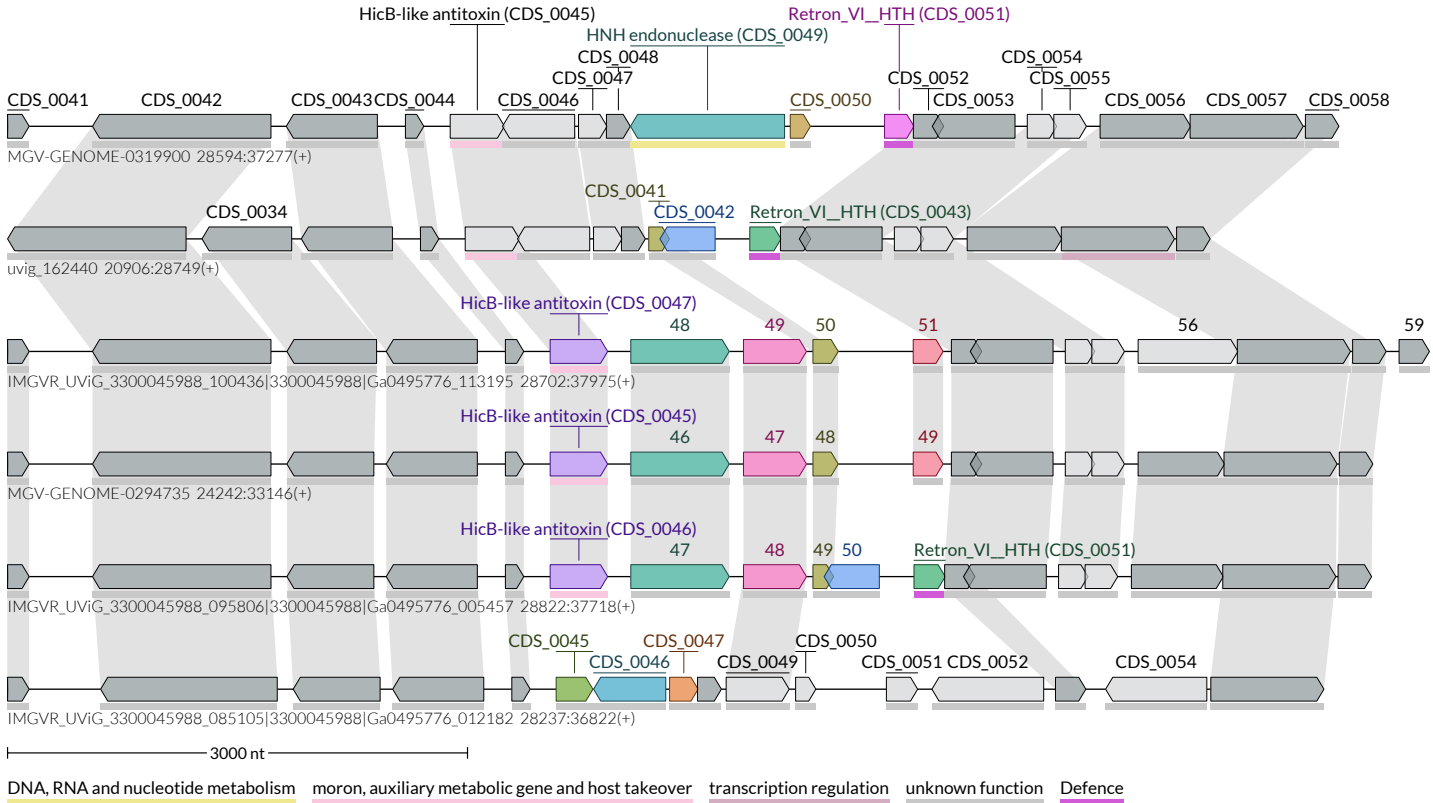 HicB-like antitoxin (CDS_0045) Retron_VI__HTH (CDS_0051)
HNH endonuclease (CDS_0049)
CDS_0048 CDS_0054
CDS_0047 CDS_0052 CDS_0055
CDS_0041 CDS_0042 CDS_0043 CDS_0044 CDS_0046 CDS_0050 CDS_0053 CDS_0056 CDS_0057 CDS_0058
MGV-GENOME-0319900 28594:37277(+)
CDS_0041
CDS_0034 CDS_0042 Retron_VI__HTH (CDS_0043)
uvig_162440 20906:28749(+)
HicB-like antitoxin (CDS_0047)
48 49 50 51 56 59
IMGVR_UViG_3300045988_100436|3300045988|Ga0495776_113195 28702:37975(+)
HicB-like antitoxin (CDS_0045)
46 47 48 49
MGV-GENOME-0294735 24242:33146(+)
HicB-like antitoxin (CDS_0046)
47 48 49 50 Retron_VI__HTH (CDS_0051)
IMGVR_UViG_3300045988_095806|3300045988|Ga0495776_005457 28822:37718(+)
CDS_0045 CDS_0047 CDS_0050
CDS_0046 CDS_0049 CDS_0051 CDS_0052 CDS_0054
IMGVR_UViG_3300045988_085105|3300045988|Ga0495776_012182 28237:36822(+)
3000 nt
DNA, RNA and nucleotide metabolism moron, auxiliary metabolic gene and host takeover transcription regulation unknown function Defence